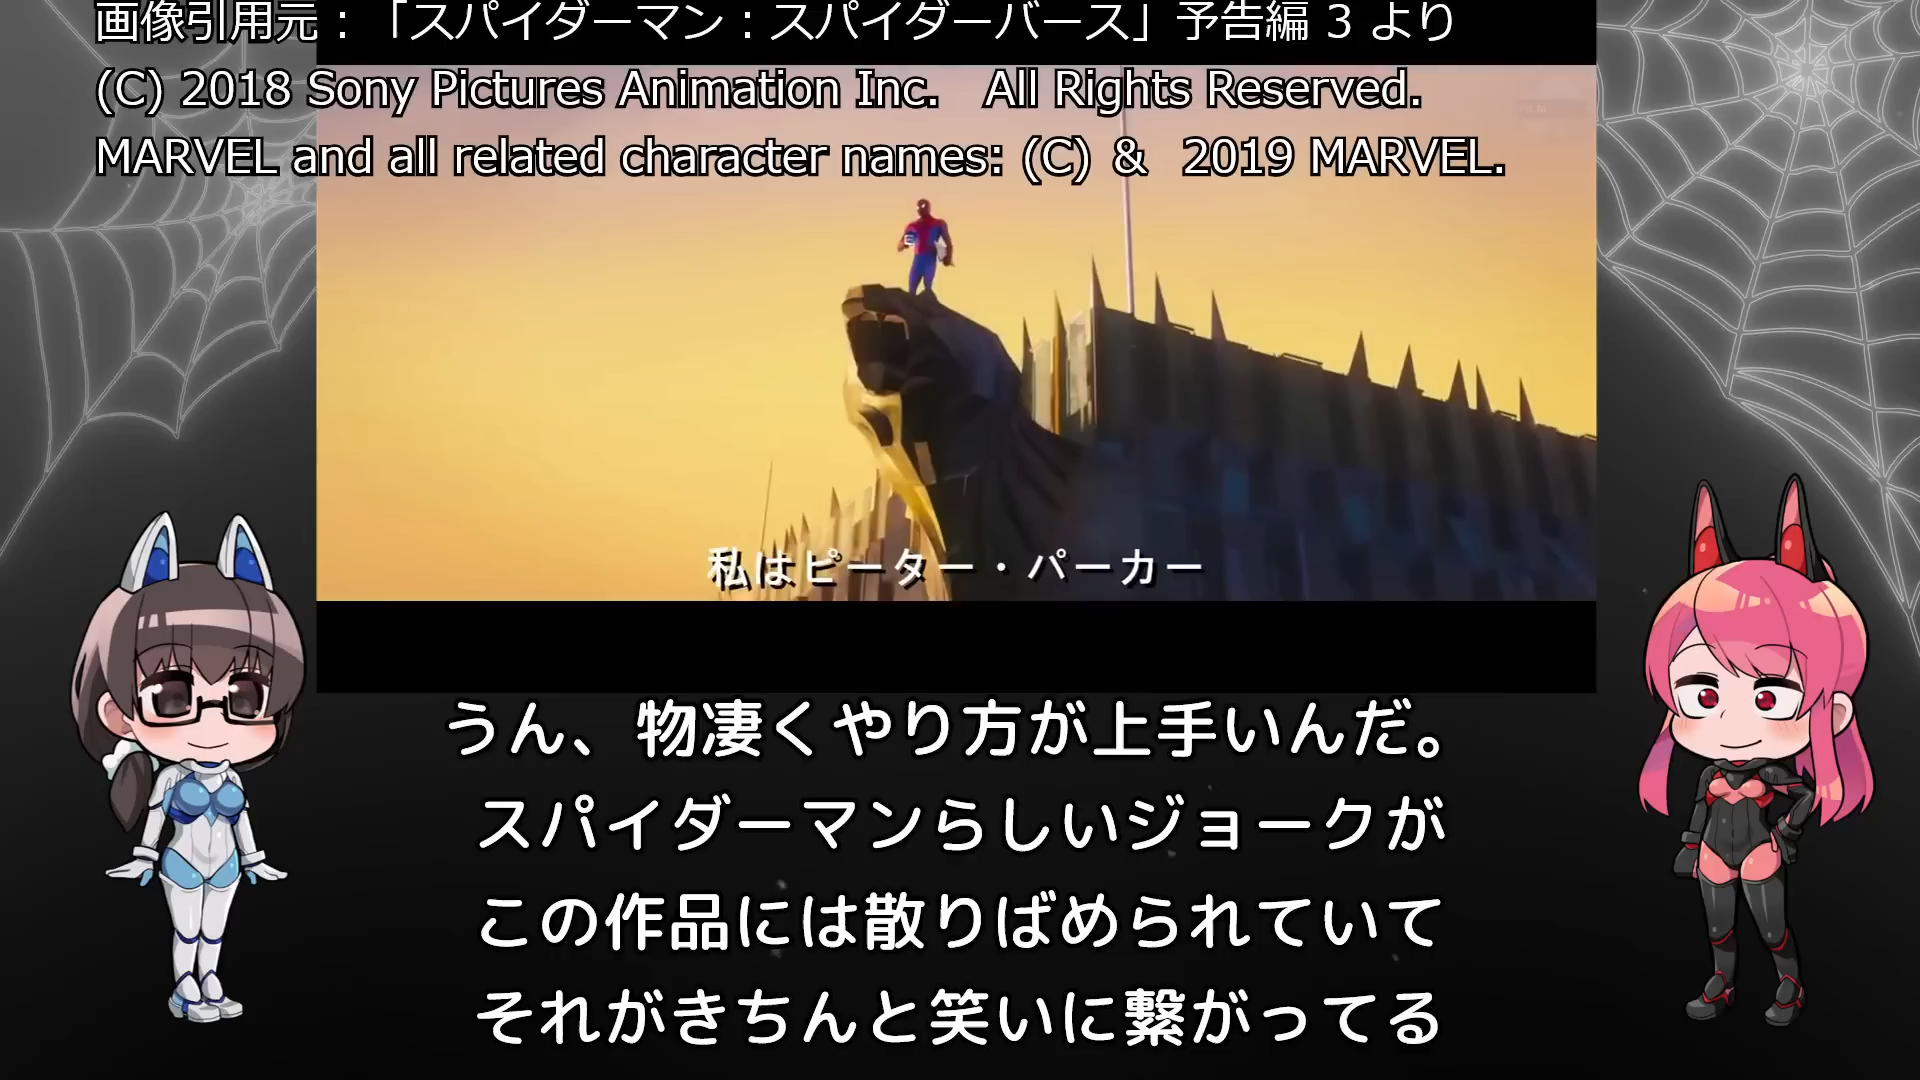 画像引用元：「スパイダーマン：スパイダーバース」予告編 3 より
(C) 2018 Sony Pictures Animation Inc.　All Rights Reserved.
MARVEL and all related character names: (C) ＆ 2019 MARVEL.
私はピーター・パーカー
うん、物凄くやり方が上手いんだ。
スパイダーマンらしいジョークが
この作品には散りばめられていて
それがきちんと笑いに繋がってる